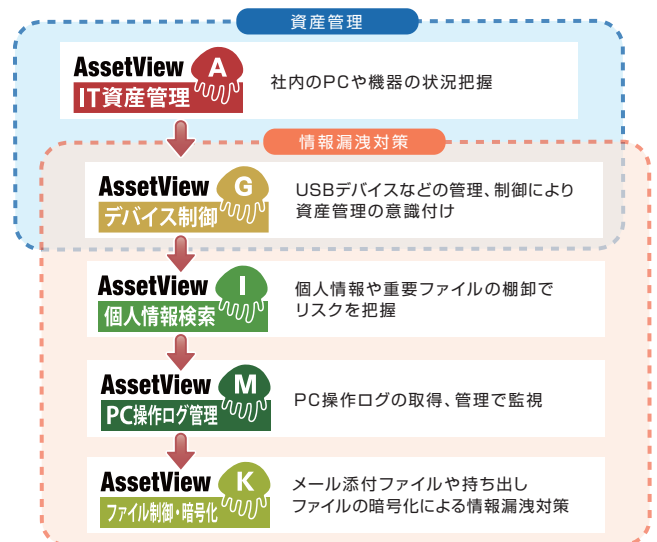 資産管理
AssetView A
IT資産管理
社内のPCや機器の状況把握
情報漏洩対策
AssetView G
デバイス制御
USBデバイスなどの管理、制御により
資産管理の意識付け
AssetView I
個人情報検索
個人情報や重要ファイルの棚卸で
リスクを把握
AssetView M
PC操作ログ管理
PC操作ログの取得、管理で監視
AssetView K
ファイル制御・暗号化
メール添付ファイルや持ち出し
ファイルの暗号化による情報漏洩対策